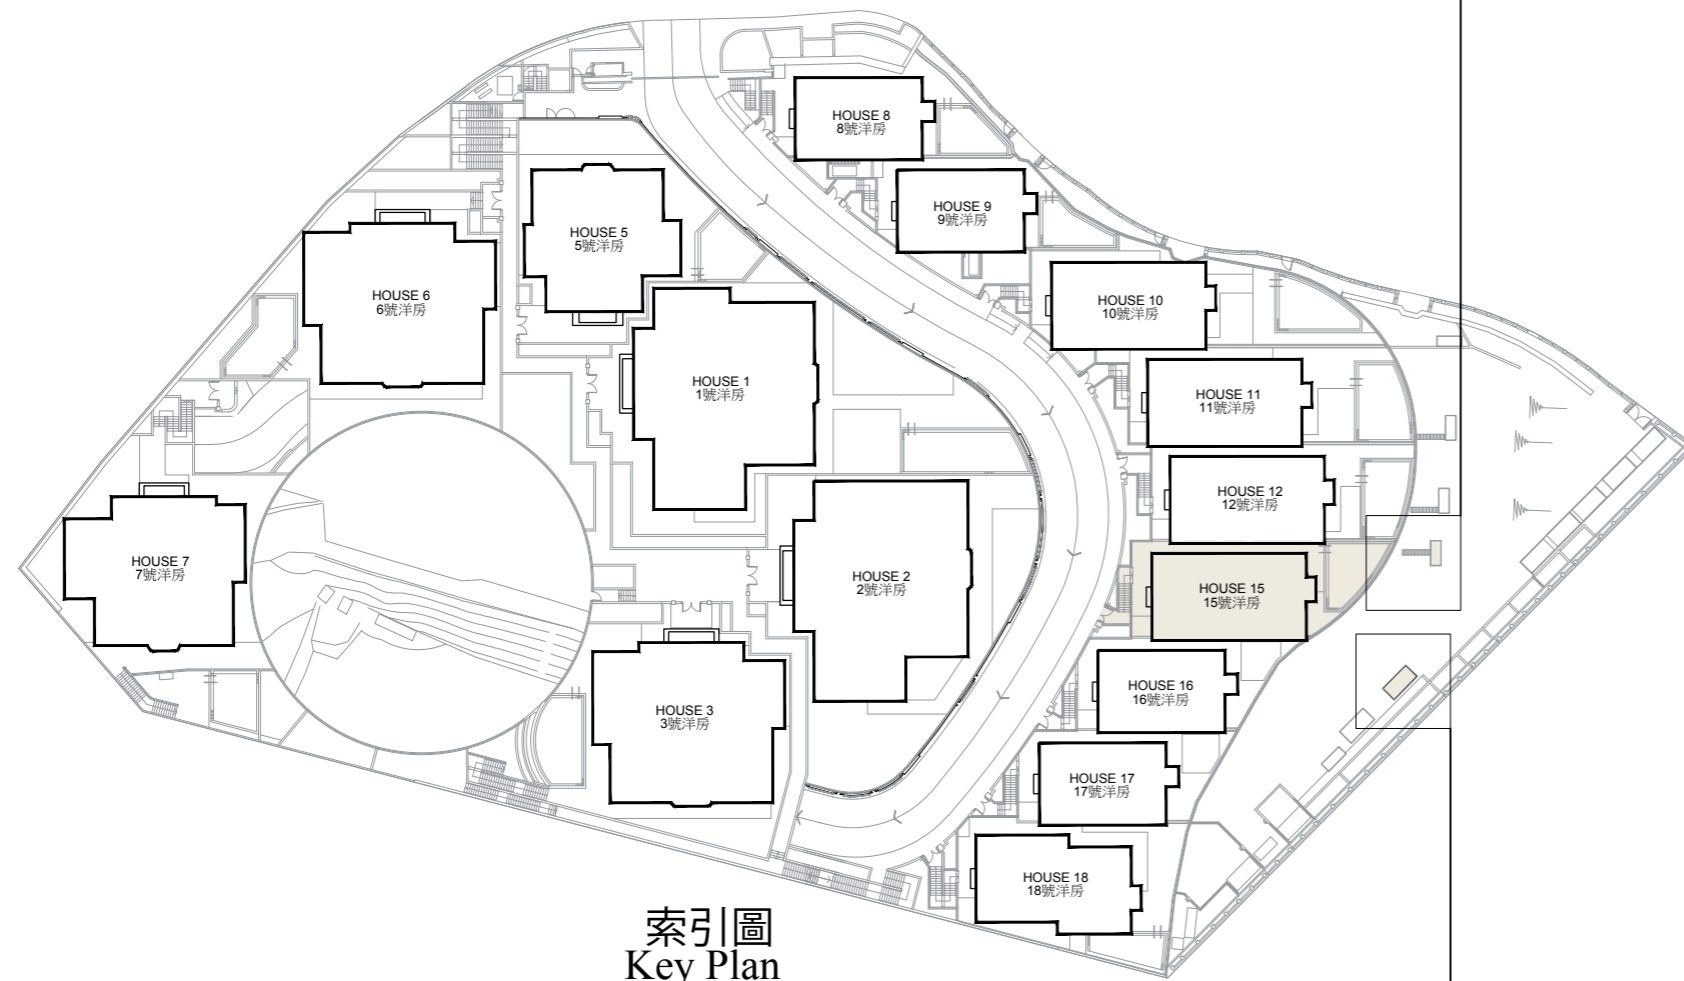 HOUSE 8
8號洋房
HOUSE 9
9號洋房
HOUSE 5
5號洋房
HOUSE 6
6號洋房
HOUSE 10
10號洋房
HOUSE 1
1號洋房
HOUSE 11
11號洋房
HOUSE 12
12號洋房
HOUSE 7
7號洋房
HOUSE 2
2號洋房
HOUSE 15
15號洋房
HOUSE 16
16號洋房
HOUSE 3
3號洋房
HOUSE 17
17號洋房
HOUSE 18
18號洋房
索引圖
Key Plan